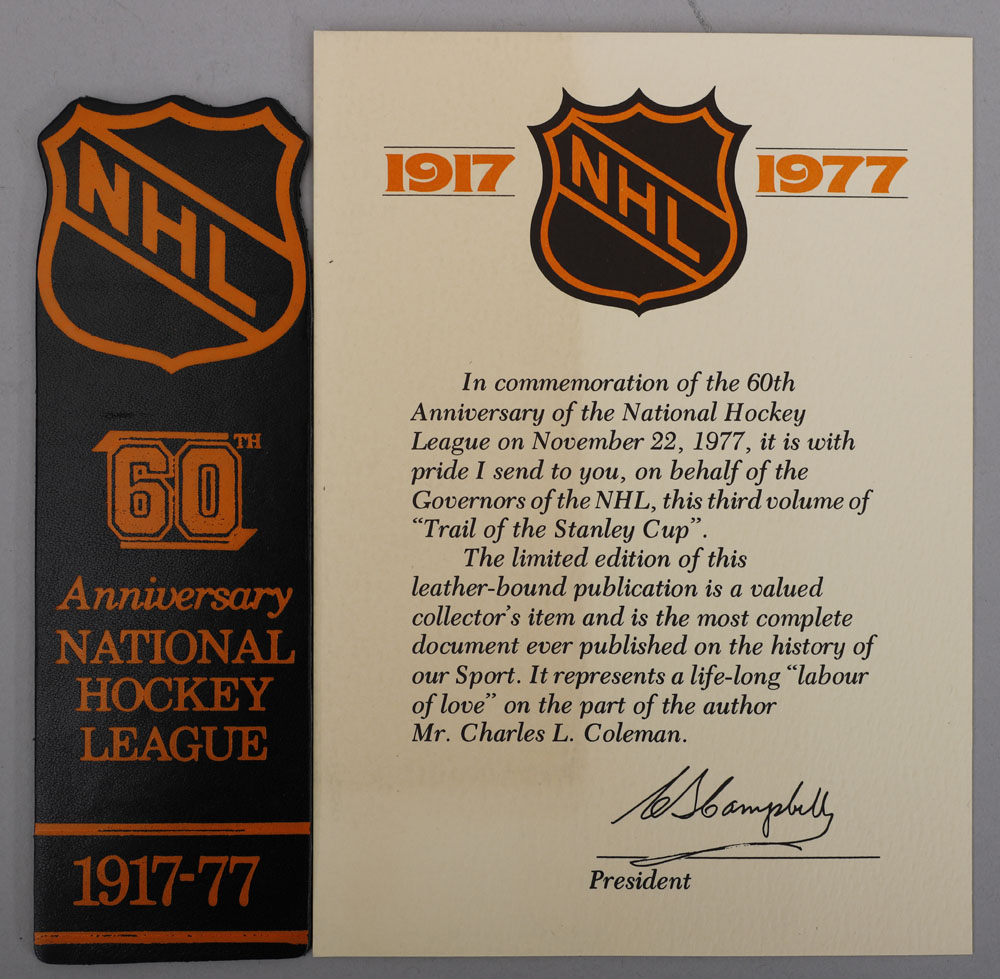 NHL
60TH
Anniversary
NATIONAL
HOCKEY
LEAGUE
1917-77
1917 NHL 1977
In commemoration of the 60th
Anniversary of the National Hockey
League on November 22, 1977, it is with
pride I send to you, on behalf of the
Governors of the NHL, this third volume of
“Trail of the Stanley Cup”.
The limited edition of this
leather-bound publication is a valued
collector’s item and is the most complete
document ever published on the history of
our Sport. It represents a life-long “labour
of love” on the part of the author
Mr. Charles L. Coleman.
CSCampbell
President